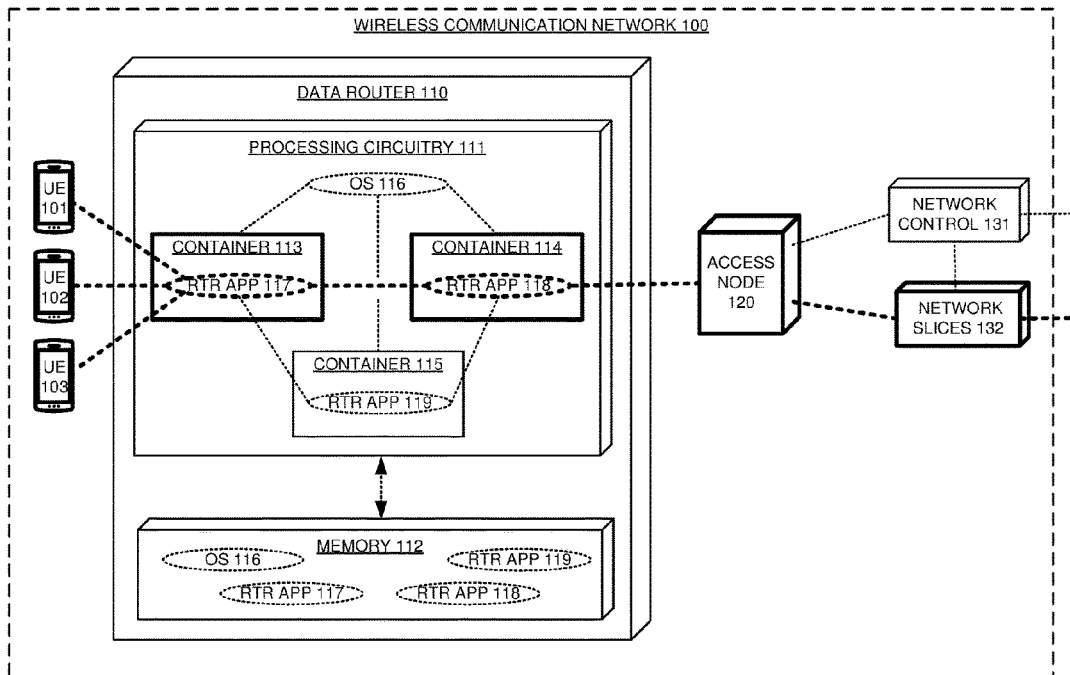 WIRELESS COMMUNICATION NETWORK 100
DATA ROUTER 110
PROCESSING CIRCUITRY 111
OS 116
UE
101
CONTAINER 113
RTR APP 117
CONTAINER 114
RTR APP 118
UE
102
CONTAINER 115
RTR APP 119
UE
103
ACCESS
NODE
120
NETWORK
CONTROL 131
NETWORK
SLICES 132
MEMORY 112
OS 116
RTR APP 119
RTR APP 117
RTR APP 118